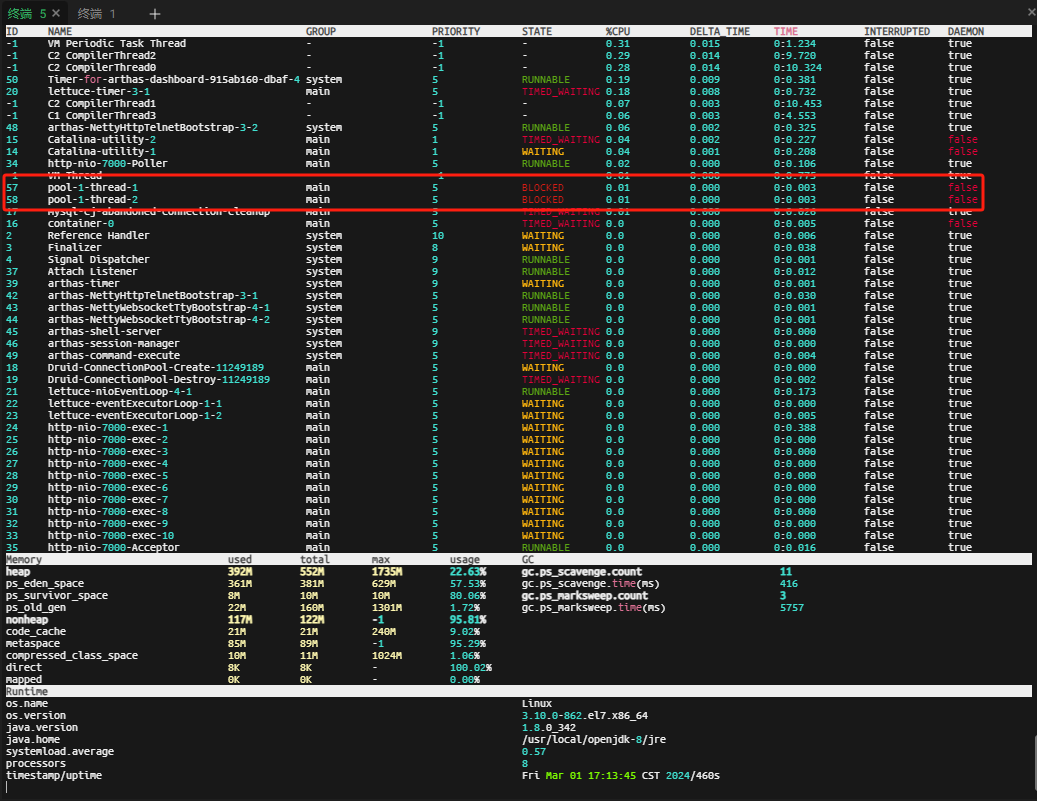 终端 5 × 终端 1 +
ID NAME GROUP PRIORITY STATE %CPU DELTA_TIME TIME INTERRUPTED DAEMON
-1 VM Periodic Task Thread - -1 - 0.31 0.015 0:1.234 false true
-1 C2 CompilerThread2 - -1 - 0.29 0.014 0:9.720 false true
-1 C2 CompilerThread0 - -1 - 0.28 0.014 0:10.324 false true
50 Timer-for-arthas-dashboard-915ab160-dbaf-4 system 5 RUNNABLE 0.19 0.009 0:0.381 false true
20 lettuce-timer-3-1 main 5 TIMED_WAITING 0.18 0.008 0:0.732 false true
-1 C2 CompilerThread1 - -1 - 0.07 0.003 0:10.453 false true
-1 C1 CompilerThread3 - -1 - 0.06 0.003 0:4.553 false true
48 arthas-NettyHttpTelnetBootstrap-3-2 system 5 RUNNABLE 0.06 0.002 0:0.325 false true
15 Catalina-utility-2 main 1 TIMED_WAITING 0.04 0.002 0:0.227 false false
14 Catalina-utility-1 main 1 WAITING 0.04 0.001 0:0.208 false false
34 http-nio-7000-Poller main 5 RUNNABLE 0.02 0.000 0:0.106 false true
-1 VM Thread - -1 - 0.01 0.000 0:0.775 false true
57 pool-1-thread-1 main 5 BLOCKED 0.01 0.000 0:0.003 false false
58 pool-1-thread-2 main 5 BLOCKED 0.01 0.000 0:0.003 false false
17 mysql-cj-abandoned-connection-cleanup main 5 TIMED_WAITING 0.01 0.000 0:0.026 false true
16 container-0 main 5 TIMED_WAITING 0.0 0.000 0:0.005 false false
2 Reference Handler system 10 WAITING 0.0 0.000 0:0.006 false true
3 Finalizer system 8 WAITING 0.0 0.000 0:0.038 false true
4 Signal Dispatcher system 9 RUNNABLE 0.0 0.000 0:0.001 false true
37 Attach Listener system 9 RUNNABLE 0.0 0.000 0:0.012 false true
39 arthas-timer system 9 WAITING 0.0 0.000 0:0.001 false true
42 arthas-NettyHttpTelnetBootstrap-3-1 system 5 RUNNABLE 0.0 0.000 0:0.030 false true
43 arthas-NettyWebsocketTtyBootstrap-4-1 system 5 RUNNABLE 0.0 0.000 0:0.001 false true
44 arthas-NettyWebsocketTtyBootstrap-4-2 system 5 RUNNABLE 0.0 0.000 0:0.001 false true
45 arthas-shell-server system 9 TIMED_WAITING 0.0 0.000 0:0.000 false true
46 arthas-session-manager system 9 TIMED_WAITING 0.0 0.000 0:0.000 false true
49 arthas-command-execute system 5 TIMED_WAITING 0.0 0.000 0:0.004 false true
18 Druid-ConnectionPool-Create-11249189 main 5 WAITING 0.0 0.000 0:0.000 false true
19 Druid-ConnectionPool-Destroy-11249189 main 5 TIMED_WAITING 0.0 0.000 0:0.002 false true
21 lettuce-nioEventLoop-4-1 main 5 RUNNABLE 0.0 0.000 0:0.173 false true
22 lettuce-eventExecutorLoop-1-1 main 5 WAITING 0.0 0.000 0:0.000 false true
23 lettuce-eventExecutorLoop-1-2 main 5 WAITING 0.0 0.000 0:0.005 false true
24 http-nio-7000-exec-1 main 5 WAITING 0.0 0.000 0:0.388 false true
25 http-nio-7000-exec-2 main 5 WAITING 0.0 0.000 0:0.000 false true
26 http-nio-7000-exec-3 main 5 WAITING 0.0 0.000 0:0.000 false true
27 http-nio-7000-exec-4 main 5 WAITING 0.0 0.000 0:0.000 false true
28 http-nio-7000-exec-5 main 5 WAITING 0.0 0.000 0:0.000 false true
29 http-nio-7000-exec-6 main 5 WAITING 0.0 0.000 0:0.000 false true
30 http-nio-7000-exec-7 main 5 WAITING 0.0 0.000 0:0.000 false true
31 http-nio-7000-exec-8 main 5 WAITING 0.0 0.000 0:0.000 false true
32 http-nio-7000-exec-9 main 5 WAITING 0.0 0.000 0:0.000 false true
33 http-nio-7000-exec-10 main 5 WAITING 0.0 0.000 0:0.000 false true
35 http-nio-7000-Acceptor main 5 RUNNABLE 0.0 0.000 0:0.016 false true
Memory used total max usage GC
heap 392M 552M 1735M 22.63% gc.ps_scavenge.count 11
ps_eden_space 361M 381M 629M 57.53% gc.ps_scavenge.time(ms) 416
ps_survivor_space 8M 10M 10M 80.06% gc.ps_marksweep.count 3
ps_old_gen 22M 160M 1301M 1.72% gc.ps_marksweep.time(ms) 5757
nonheap 117M 122M -1 95.81%
code_cache 21M 21M 240M 9.02%
metaspace 85M 89M -1 95.29%
compressed_class_space 10M 11M 1024M 1.06%
direct 8K 8K - 100.02%
mapped 0K 0K - 0.00%
Runtime
os.name Linux
os.version 3.10.0-862.el7.x86_64
java.version 1.8.0_342
java.home /usr/local/openjdk-8/jre
systemload.average 0.57
processors 8
timestamp/uptime Fri Mar 01 17:13:45 CST 2024/460s